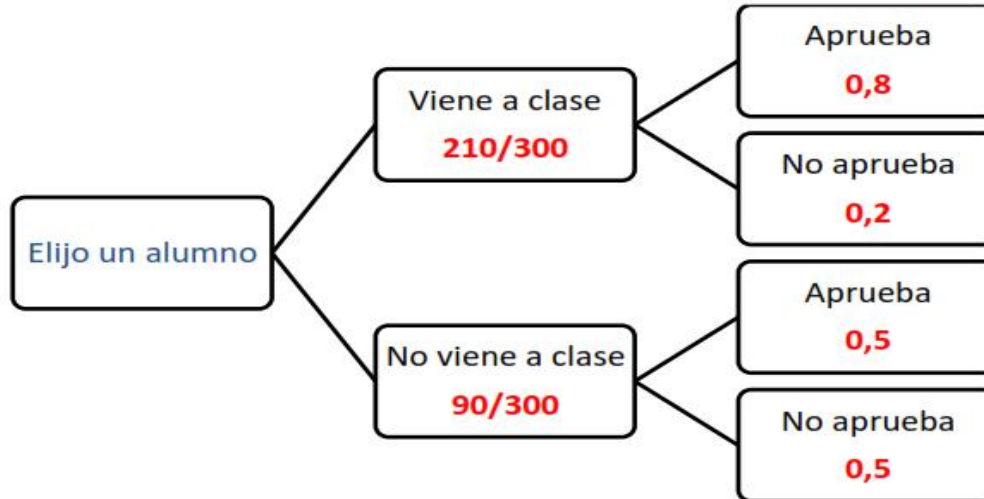 Elijo un alumno
Viene a clase
210/300
Aprueba
0,8
No aprueba
0,2
No viene a clase
90/300
Aprueba
0,5
No aprueba
0,5